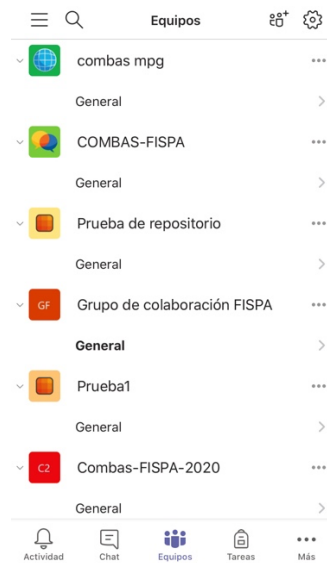 Equipos
combas mpg
General
COMBAS-FISPA
General
Prueba de repositorio
General
GF Grupo de colaboración FISPA
General
Prueba1
General
C2 Combas-FISPA-2020
General
Actividad Chat Equipos Tareas Más